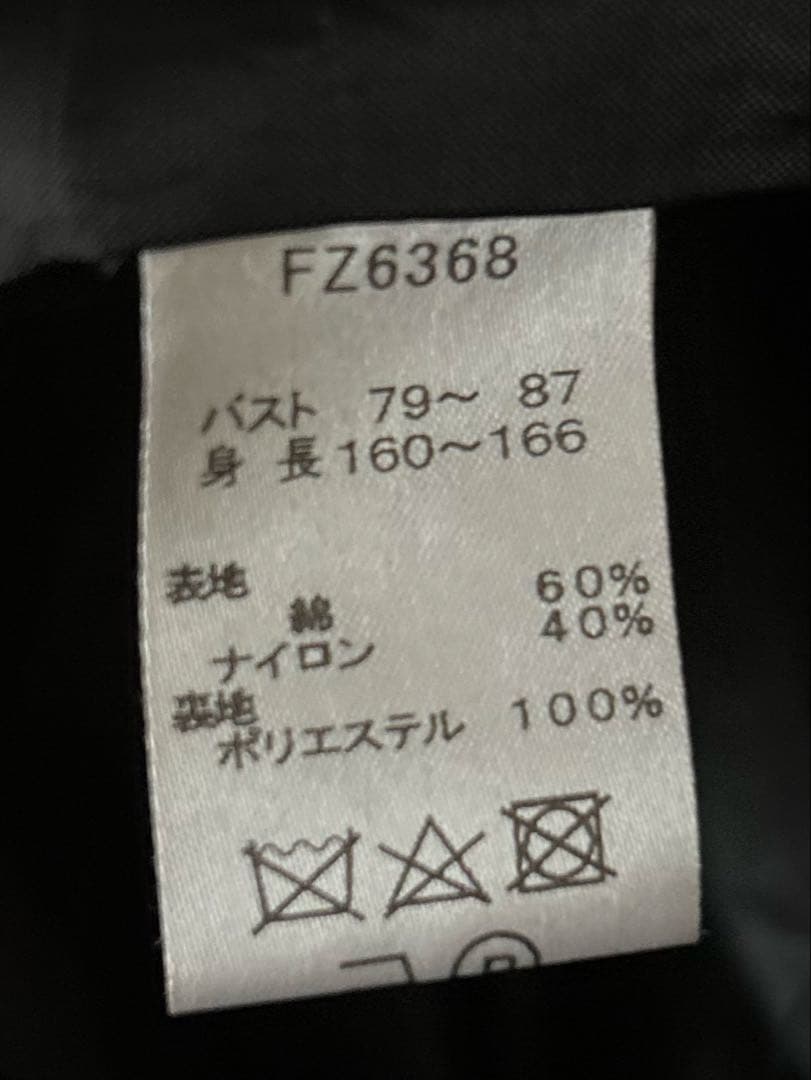 FZ6368
バスト 79～ 87
身 長160～166
表地
綿 60%
ナイロン 40%
裏地
ポリエステル 100%